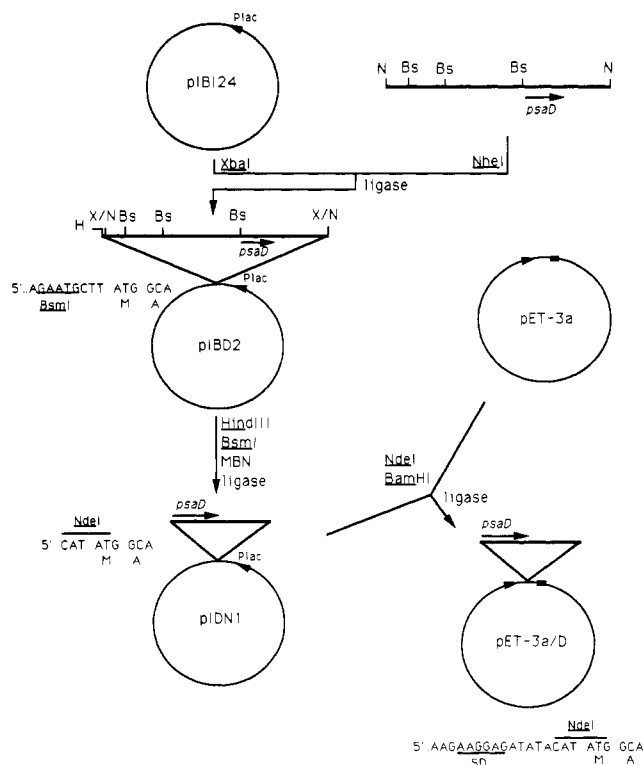 Plac
pIBI24
N Bs Bs Bs N
psaD
XbaI NheI
ligase
H X/N Bs Bs Bs X/N
psaD
Plac
5'..AGAATGCTT ATG GCA
BsmI M A
pIBD2
pET-3a
HindIII
BsmI
MBN
ligase
NdeI
BamHI
ligase
psaD
NdeI
5' CAT ATG GCA
M A
Plac
pIDN1
psaD
pET-3a/D
NdeI
5'.AAGAAGGAGATATACAT ATG GCA
SD M A